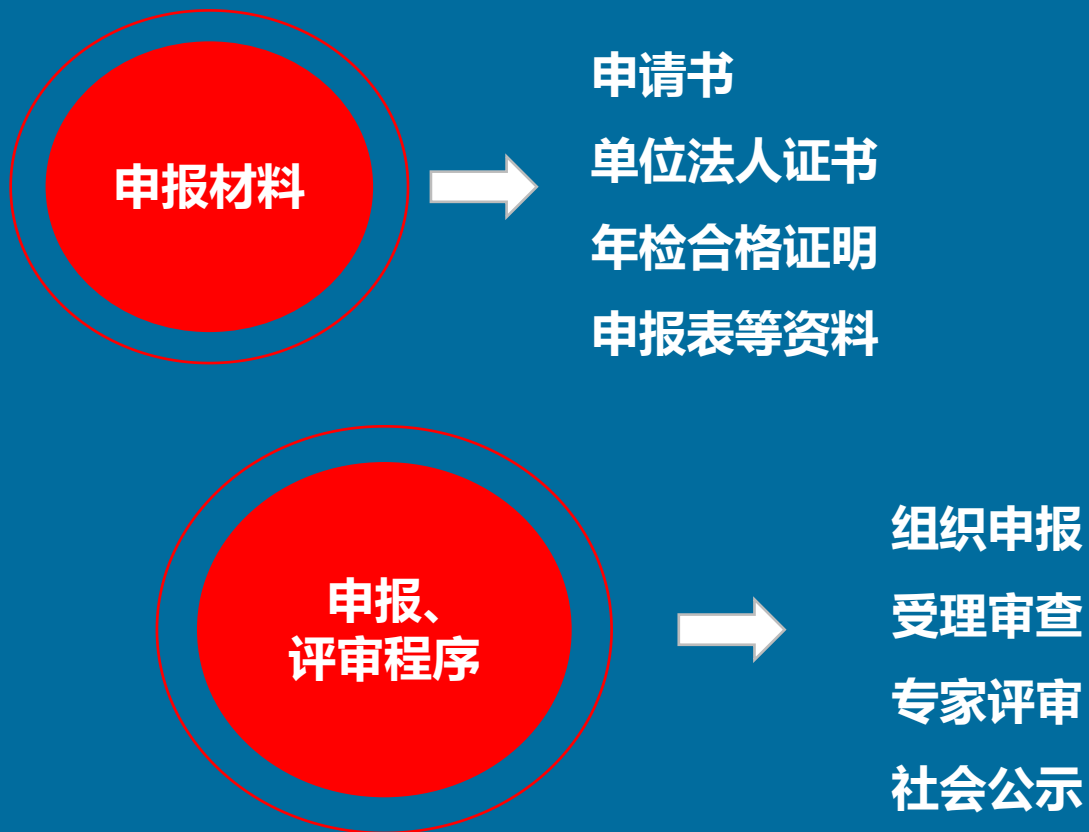 申报材料
申请书
单位法人证书
年检合格证明
申报表等资料
申报、
评审程序
组织申报
受理审查
专家评审
社会公示